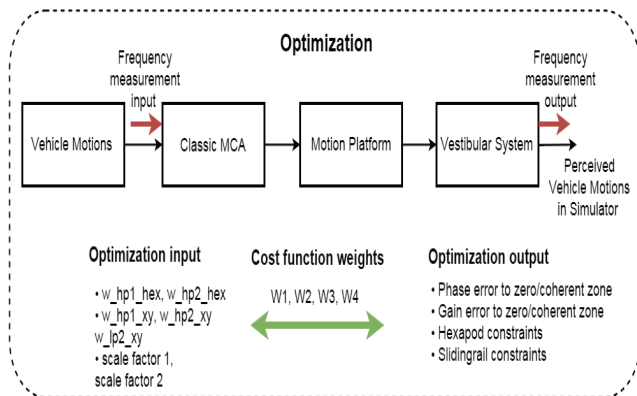 Optimization
Frequency
measurement
input
Frequency
measurement
output
Vehicle Motions
Classic MCA
Motion Platform
Vestibular System
Perceived
Vehicle Motions
in Simulator
Optimization input
• w_hp1_hex, w_hp2_hex
• w_hp1_xy, w_hp2_xy
w_lp2_xy
• scale factor 1,
scale factor 2
Cost function weights
W1, W2, W3, W4
Optimization output
• Phase error to zero/coherent zone
• Gain error to zero/coherent zone
• Hexapod constraints
• Slidingrail constraints